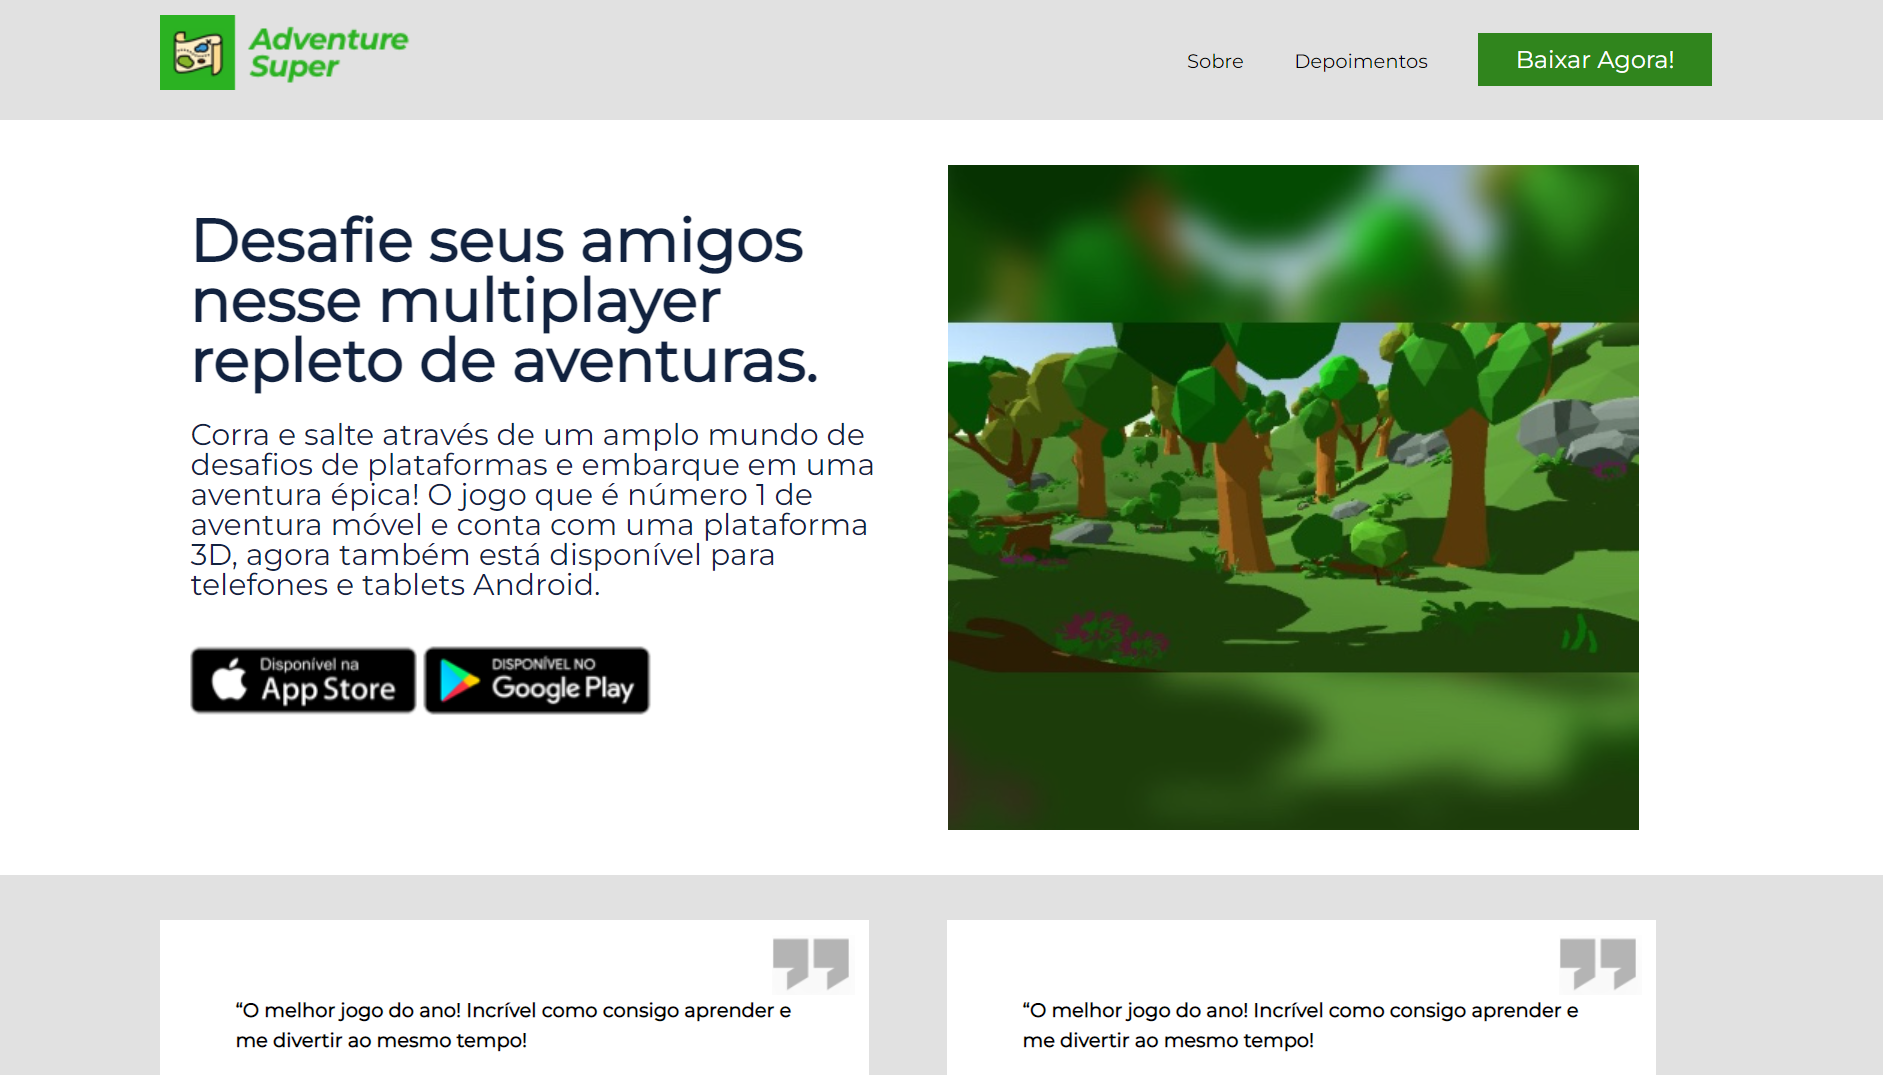 Adventure
Super
Sobre
Depoimentos
Baixar Agora!
Desafie seus amigos
nesse multiplayer
repleto de aventuras.
Corra e salte através de um amplo mundo de
desafios de plataformas e embarque em uma
aventura épica! O jogo que é número 1 de
aventura móvel e conta com uma plataforma
3D, agora também está disponível para
telefones e tablets Android.
Disponível na
App Store
DISPONÍVEL NO
Google Play
“O melhor jogo do ano! Incrível como consigo aprender e
me divertir ao mesmo tempo!
“O melhor jogo do ano! Incrível como consigo aprender e
me divertir ao mesmo tempo!